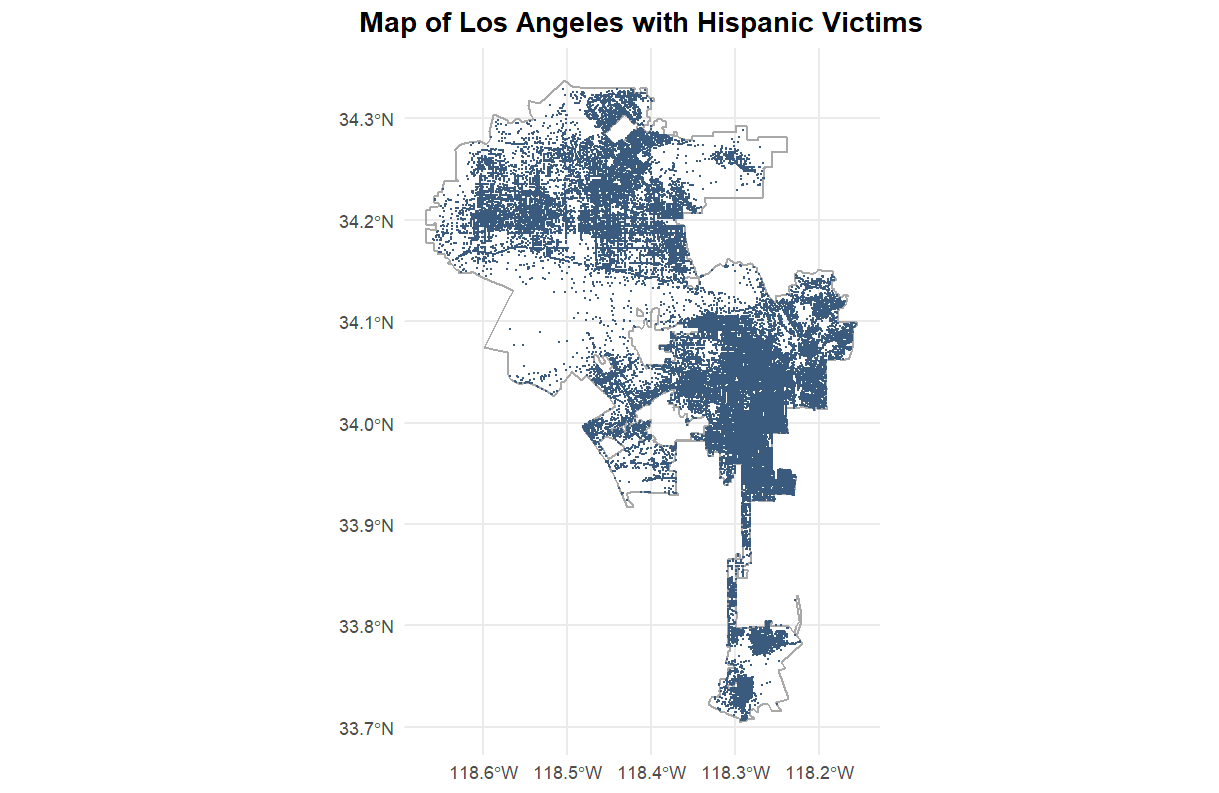 Map of Los Angeles with Hispanic Victims
34.3°N
34.2°N
34.1°N
34.0°N
33.9°N
33.8°N
33.7°N
118.6°W 118.5°W 118.4°W 118.3°W 118.2°W